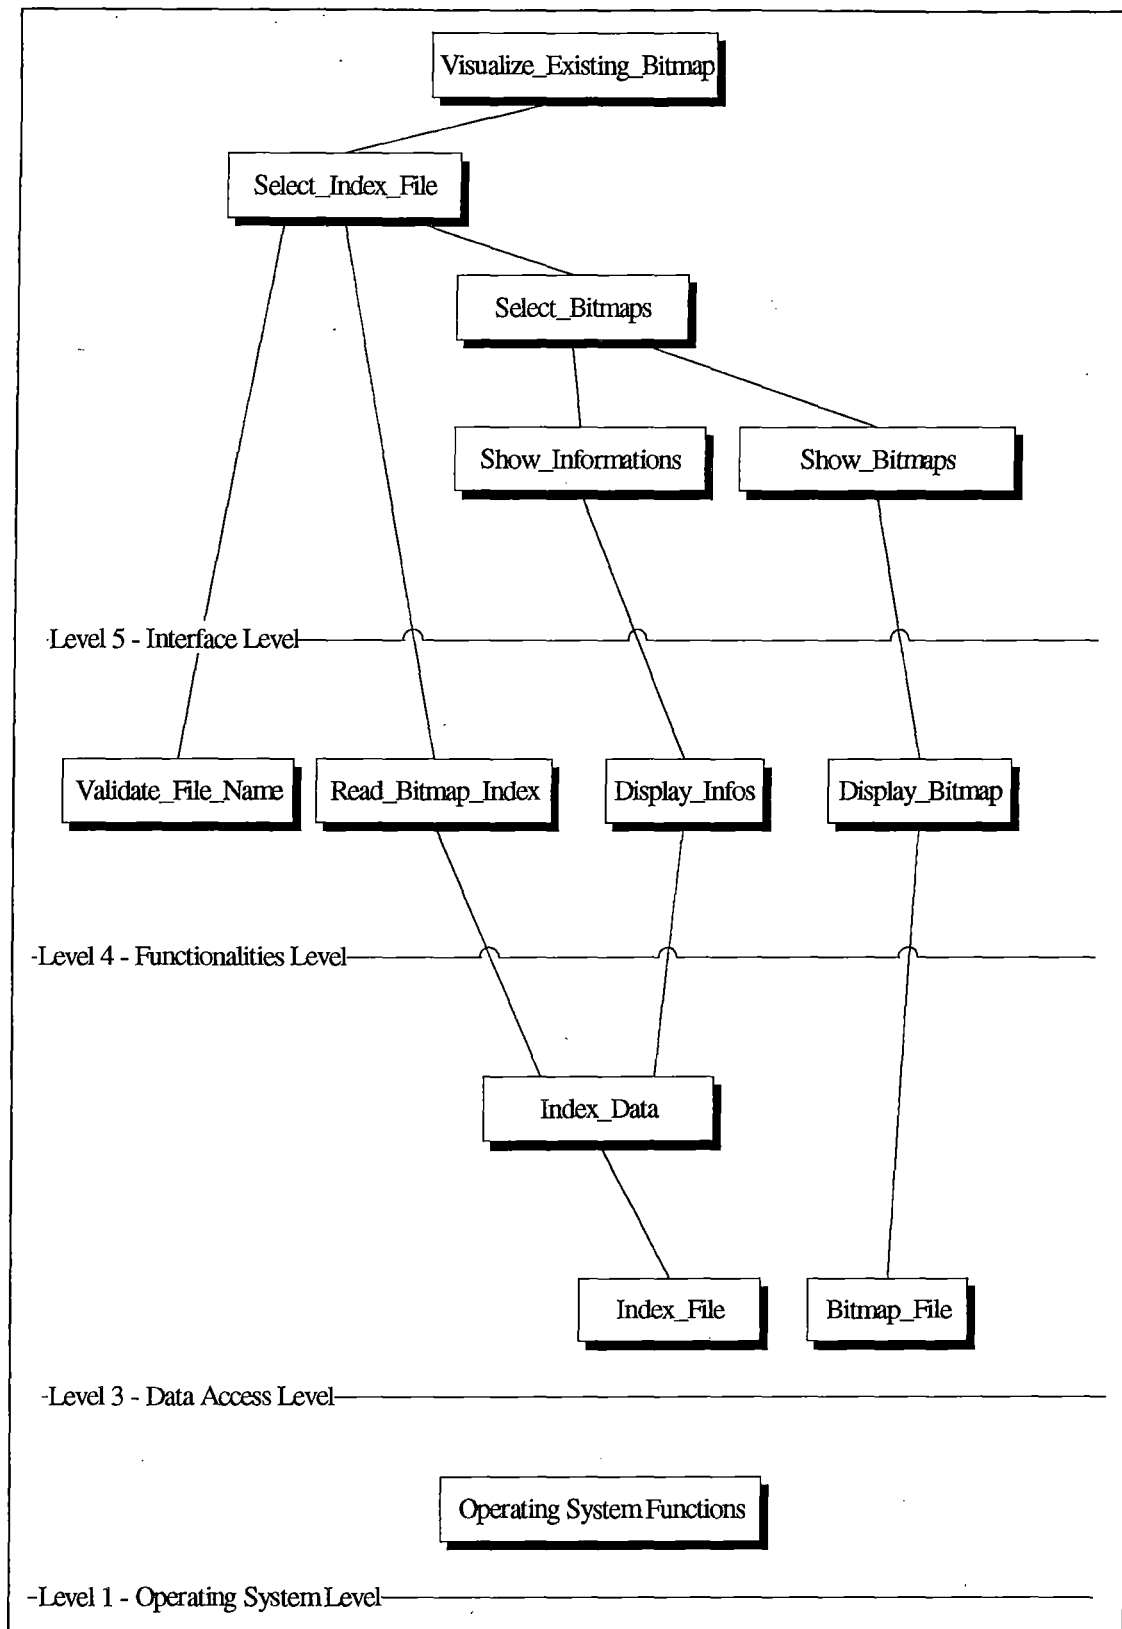 Visualize_Existing_Bitmap
Select_Index_File
Select_Bitmaps
Show_Informations
Show_Bitmaps
Level 5 - Interface Level
Validate_File_Name
Read_Bitmap_Index
Display_Infos
Display_Bitmap
Level 4 - Functionalities Level
Index_Data
Index_File
Bitmap_File
Level 3 - Data Access Level
Operating System Functions
Level 1 - Operating System Level